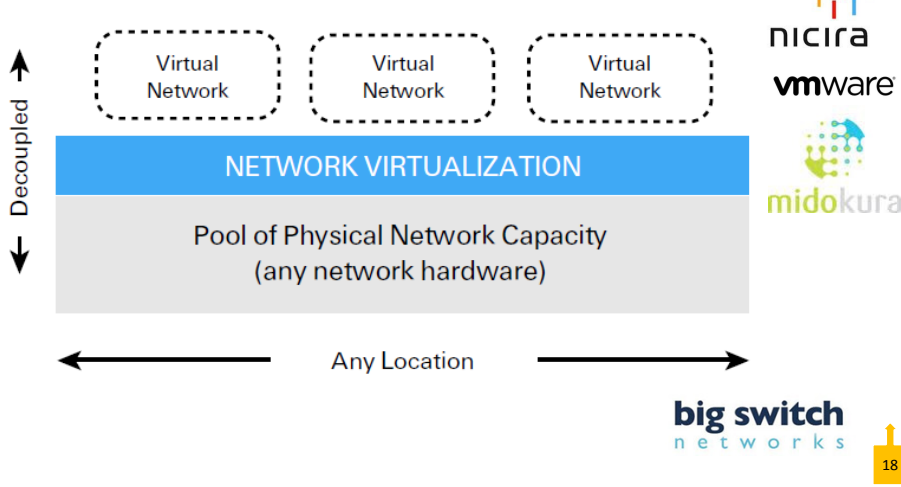 Virtual
Network
Virtual
Network
Virtual
Network
Decoupled
NETWORK VIRTUALIZATION
Pool of Physical Network Capacity
(any network hardware)
Any Location
nicira
vmware
midokura
big switch
networks
18